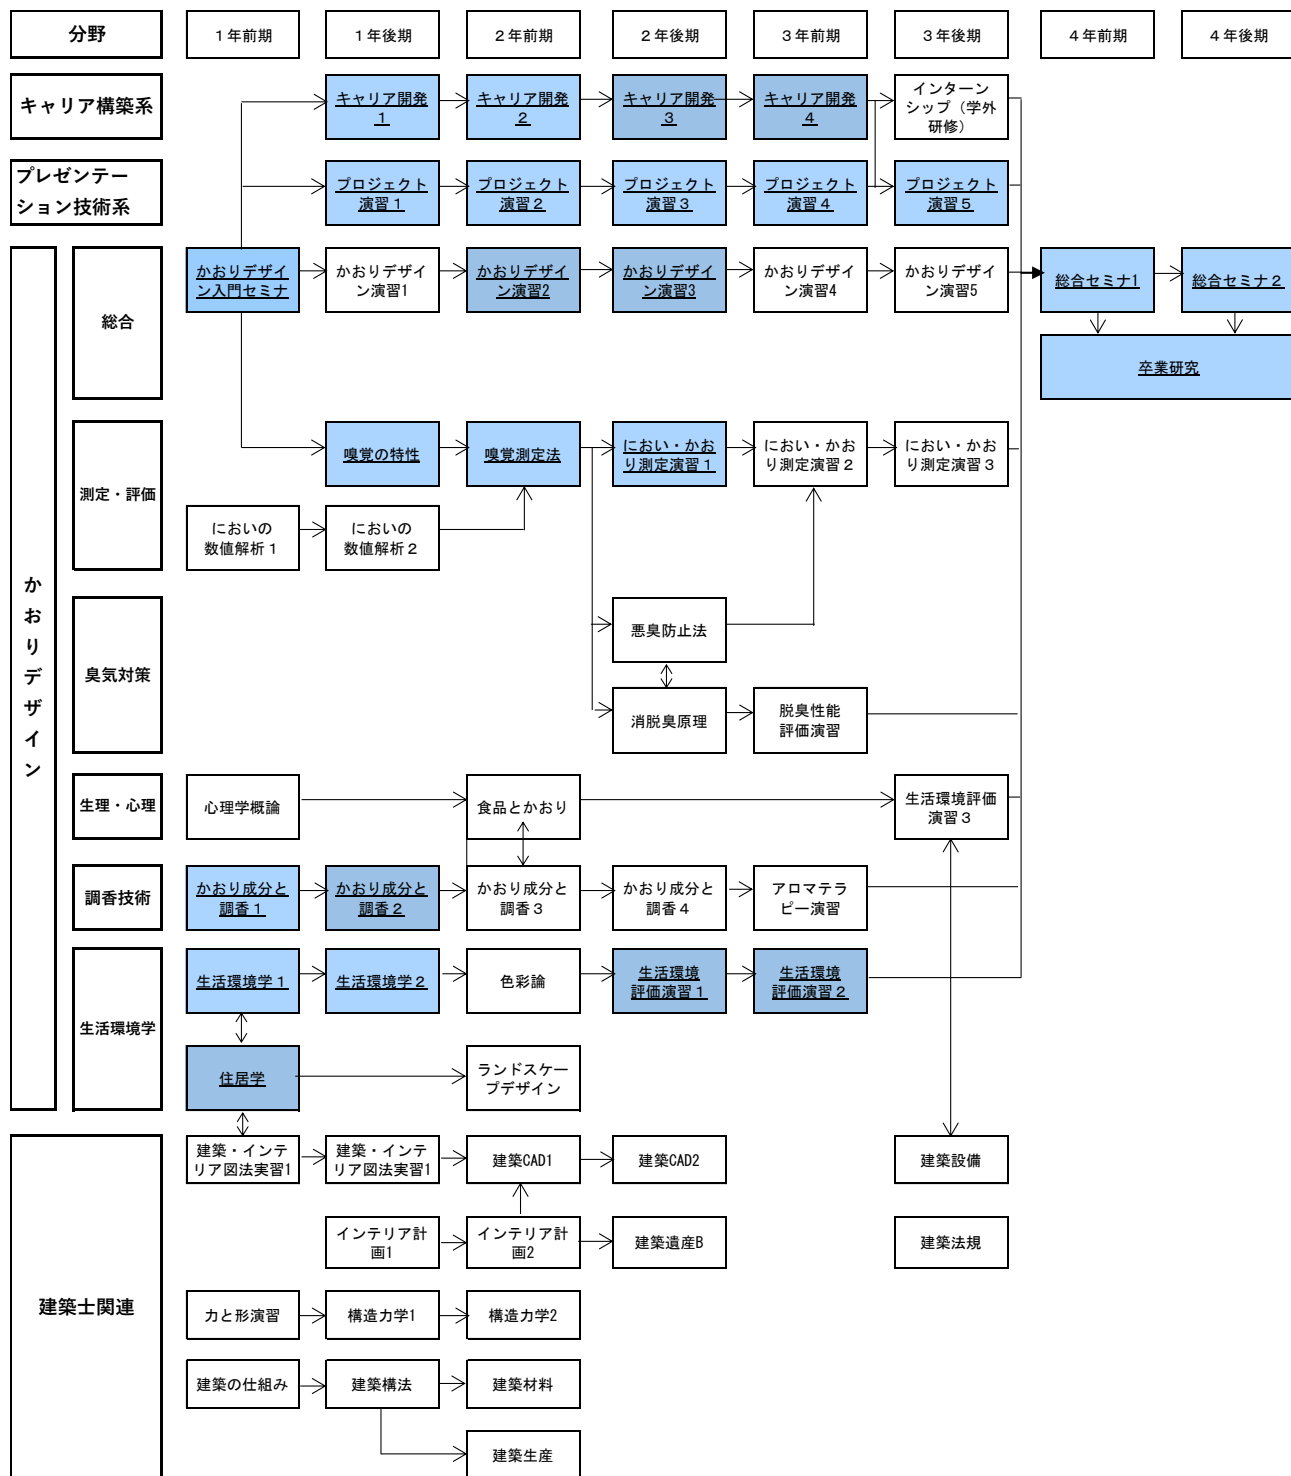 分野
１年前期
１年後期
２年前期
２年後期
３年前期
３年後期
４年前期
４年後期
キャリア構築系
キャリア開発
１
キャリア開発
２
キャリア開発
３
キャリア開発
４
インターン
シップ（学外
研修）
プレゼンテー
ション技術系
プロジェクト
演習１
プロジェクト
演習２
プロジェクト
演習３
プロジェクト
演習４
プロジェクト
演習５
かおりデザイン
総合
かおりデザイ
ン入門セミナ
かおりデザイ
ン演習1
かおりデザイ
ン演習2
かおりデザイ
ン演習3
かおりデザイ
ン演習4
かおりデザイ
ン演習5
総合セミナ1
総合セミナ２
卒業研究
測定・評価
嗅覚の特性
嗅覚測定法
におい・かお
り測定演習１
におい・かお
り測定演習２
におい・かお
り測定演習３
においの
数値解析１
においの
数値解析２
臭気対策
悪臭防止法
消脱臭原理
脱臭性能
評価演習
生理・心理
心理学概論
食品とかおり
生活環境評価
演習３
調香技術
かおり成分と
調香１
かおり成分と
調香２
かおり成分と
調香３
かおり成分と
調香４
アロマテラ
ピー演習
生活環境学
生活環境学１
生活環境学２
色彩論
生活環境
評価演習１
生活環境
評価演習２
住居学
ランドスケー
プデザイン
建築士関連
建築・インテ
リア図法実習1
建築・インテ
リア図法実習1
建築CAD1
建築CAD2
建築設備
インテリア計
画1
インテリア計
画2
建築遺産B
建築法規
力と形演習
構造力学1
構造力学2
建築の仕組み
建築構法
建築材料
建築生産